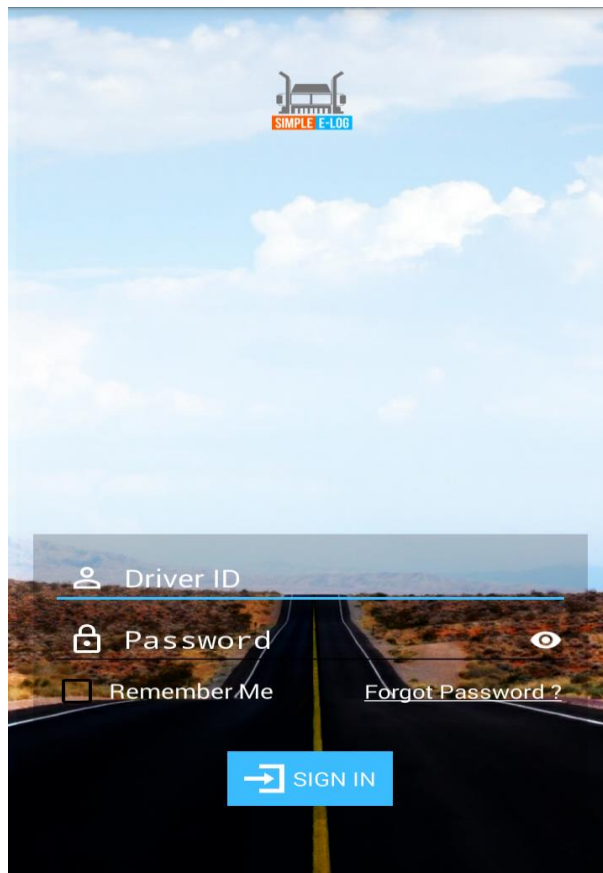 SIMPLE E-LOG
Driver ID
Password
Remember Me
Forgot Password ?
SIGN IN